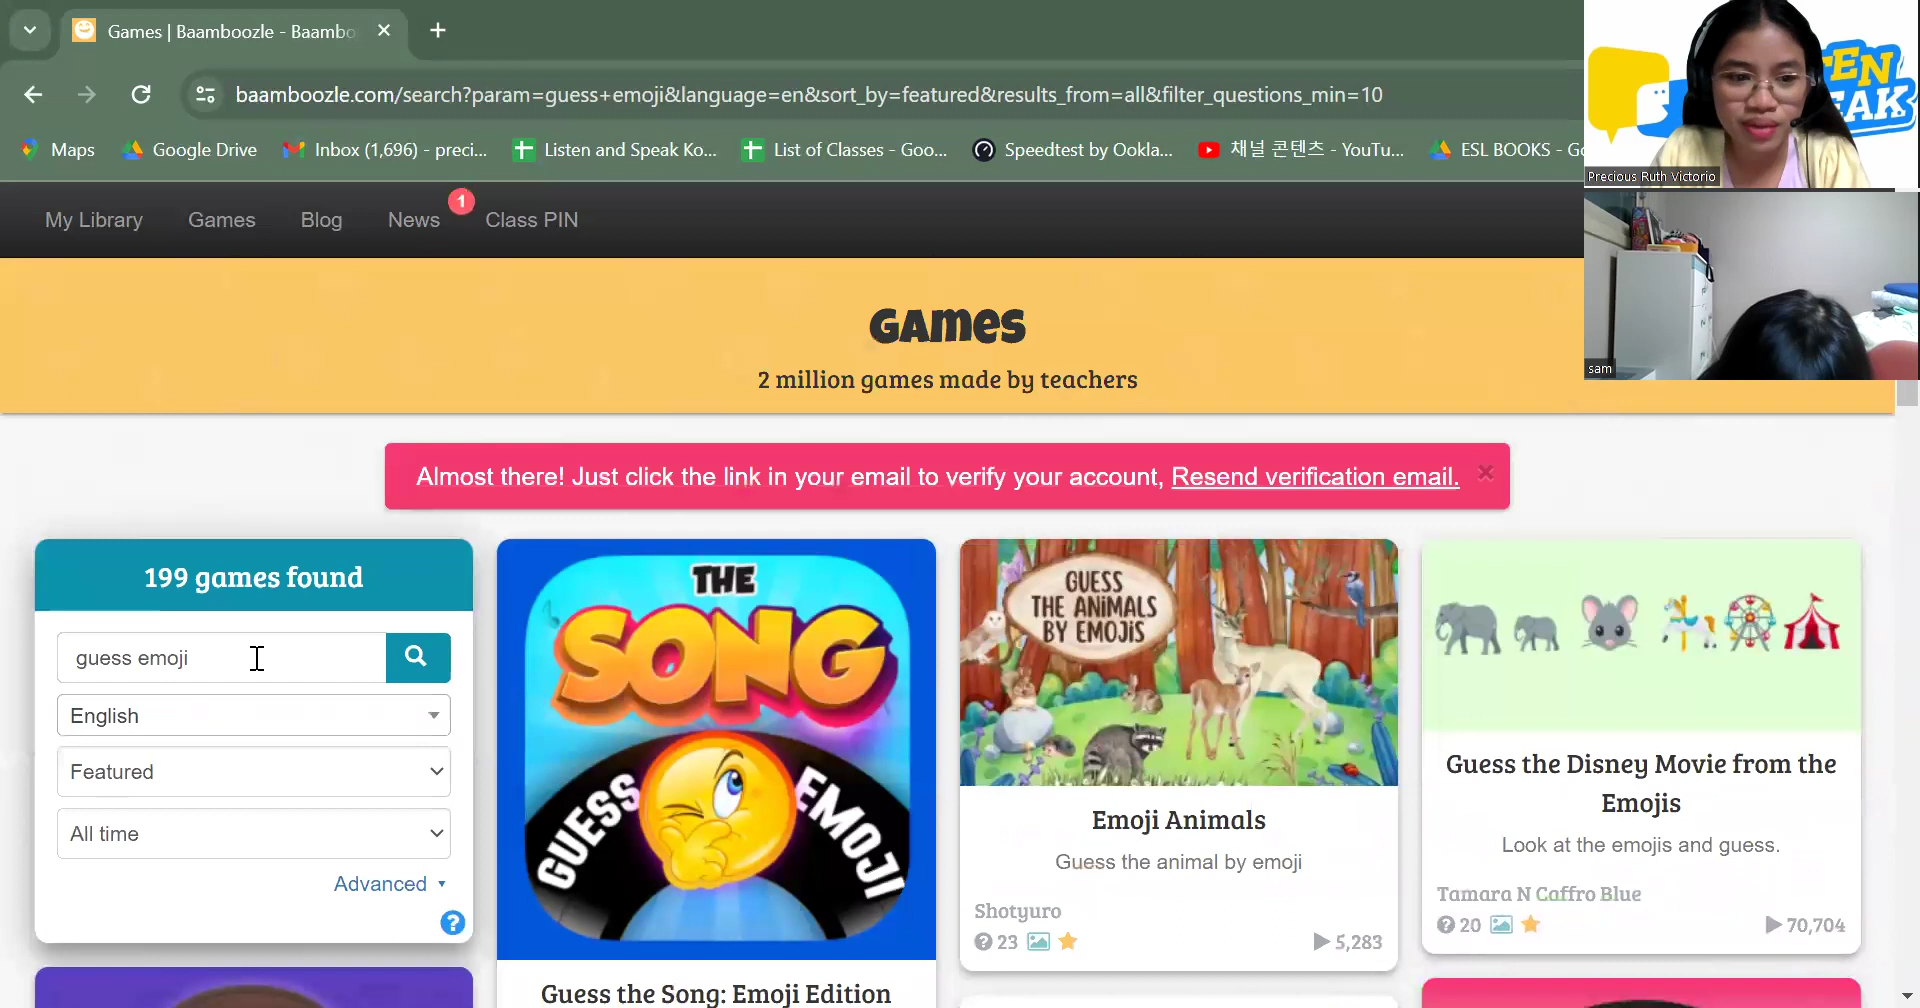 Games | Baamboozle - Baambo
baamboozle.com/search?param=guess+emoji&language=en&sort_by=featured&results_from=all&filter_questions_min=10
Maps
Google Drive
Inbox (1,696) - preci...
Listen and Speak Ko...
List of Classes - Goo...
Speedtest by Ookla...
채널 콘텐츠 - YouTu...
ESL BOOKS - Go
Precious Ruth Victorio
sam
My Library
Games
Blog
News
1
Class PIN
Games
2 million games made by teachers
Almost there! Just click the link in your email to verify your account, Resend verification email.
199 games found
guess emoji
English
Featured
All time
Advanced
?
THE
SONG
GUESS
EMOJI
Guess the Song: Emoji Edition
GUESS
THE ANIMALS
BY EMOJIS
Emoji Animals
Guess the animal by emoji
Shotyuro
23
5,283
Guess the Disney Movie from the
Emojis
Look at the emojis and guess.
Tamara N Caffro Blue
20
70,704